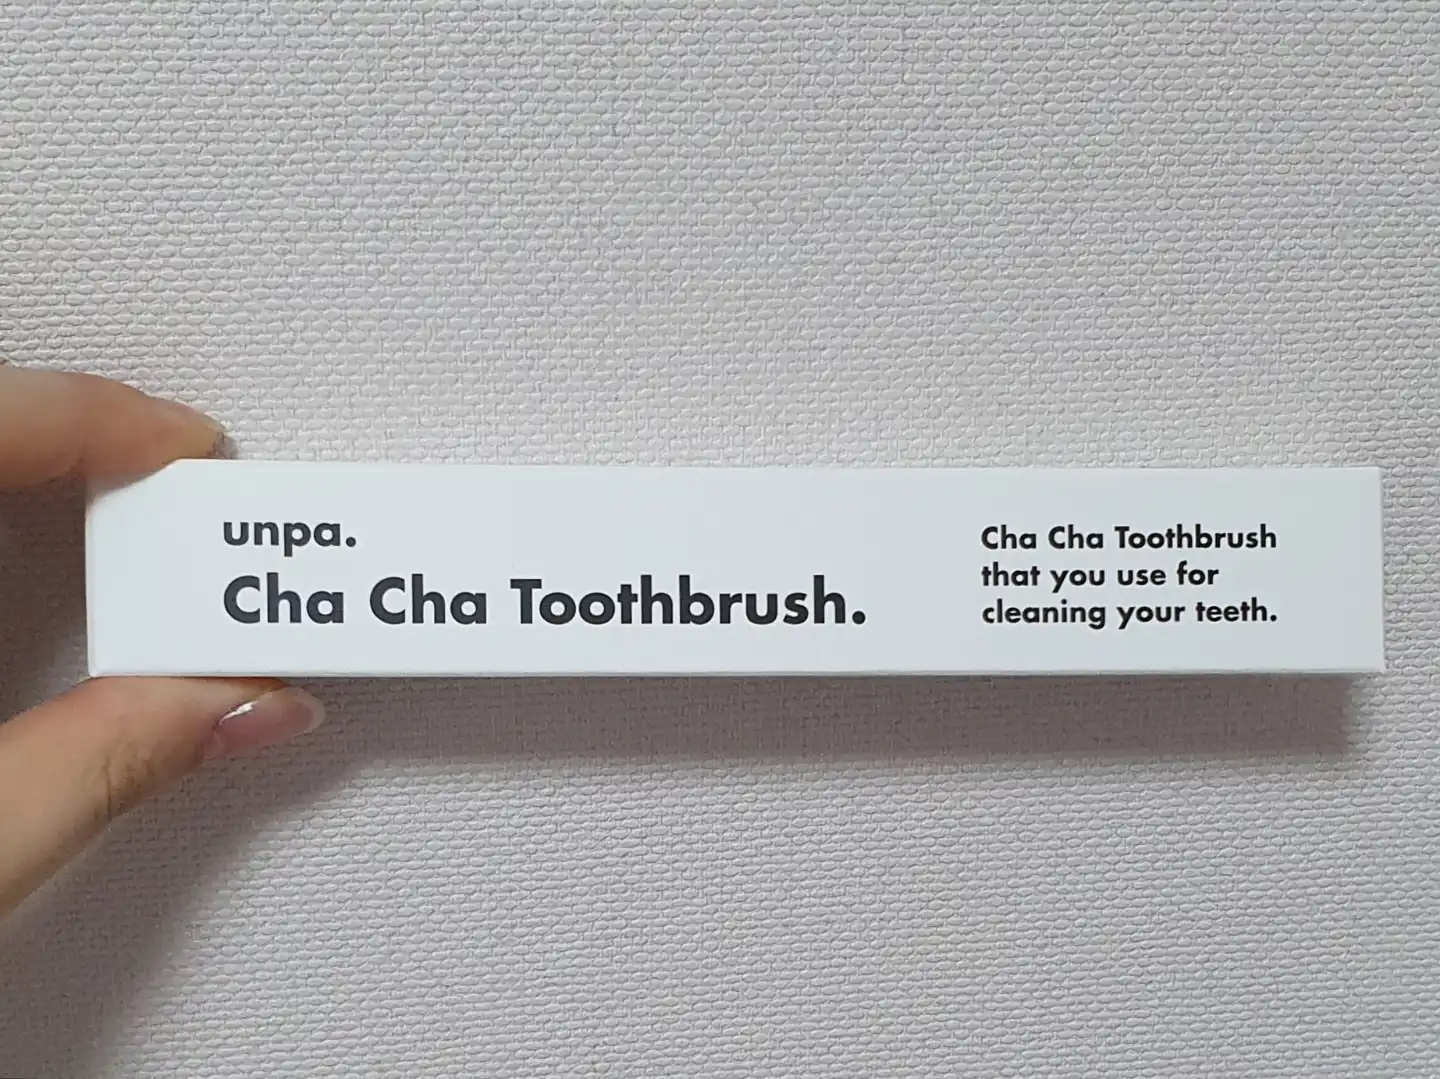 unpa.
Cha Cha Toothbrush.
Cha Cha Toothbrush
that you use for
cleaning your teeth.